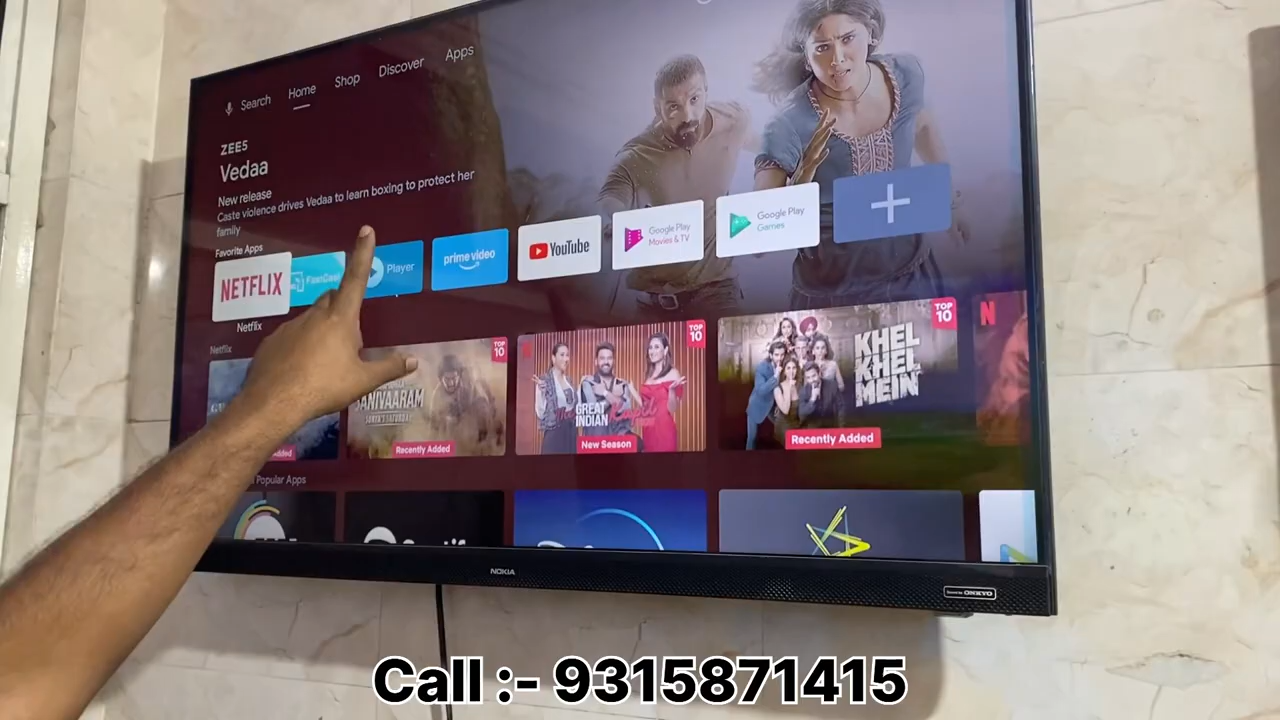 Search Home Shop Discover Apps
ZEE5
Vedaa
New release
Caste violence drives Vedaa to learn boxing to protect her
family
Favorite Apps
NETFLIX
Player
prime video
YouTube
Google Play
Movies & TV
Google Play
Games
Netflix
Netflix
TOP
10
SANIVAARAM
Recently Added
TOP
10
The GREAT
INDIAN Kapil
New Season
TOP
10
KHEL
KHEL
MEIN
Recently Added
N
Popular Apps
NOKIA
ONKYO
Call :- 9315871415